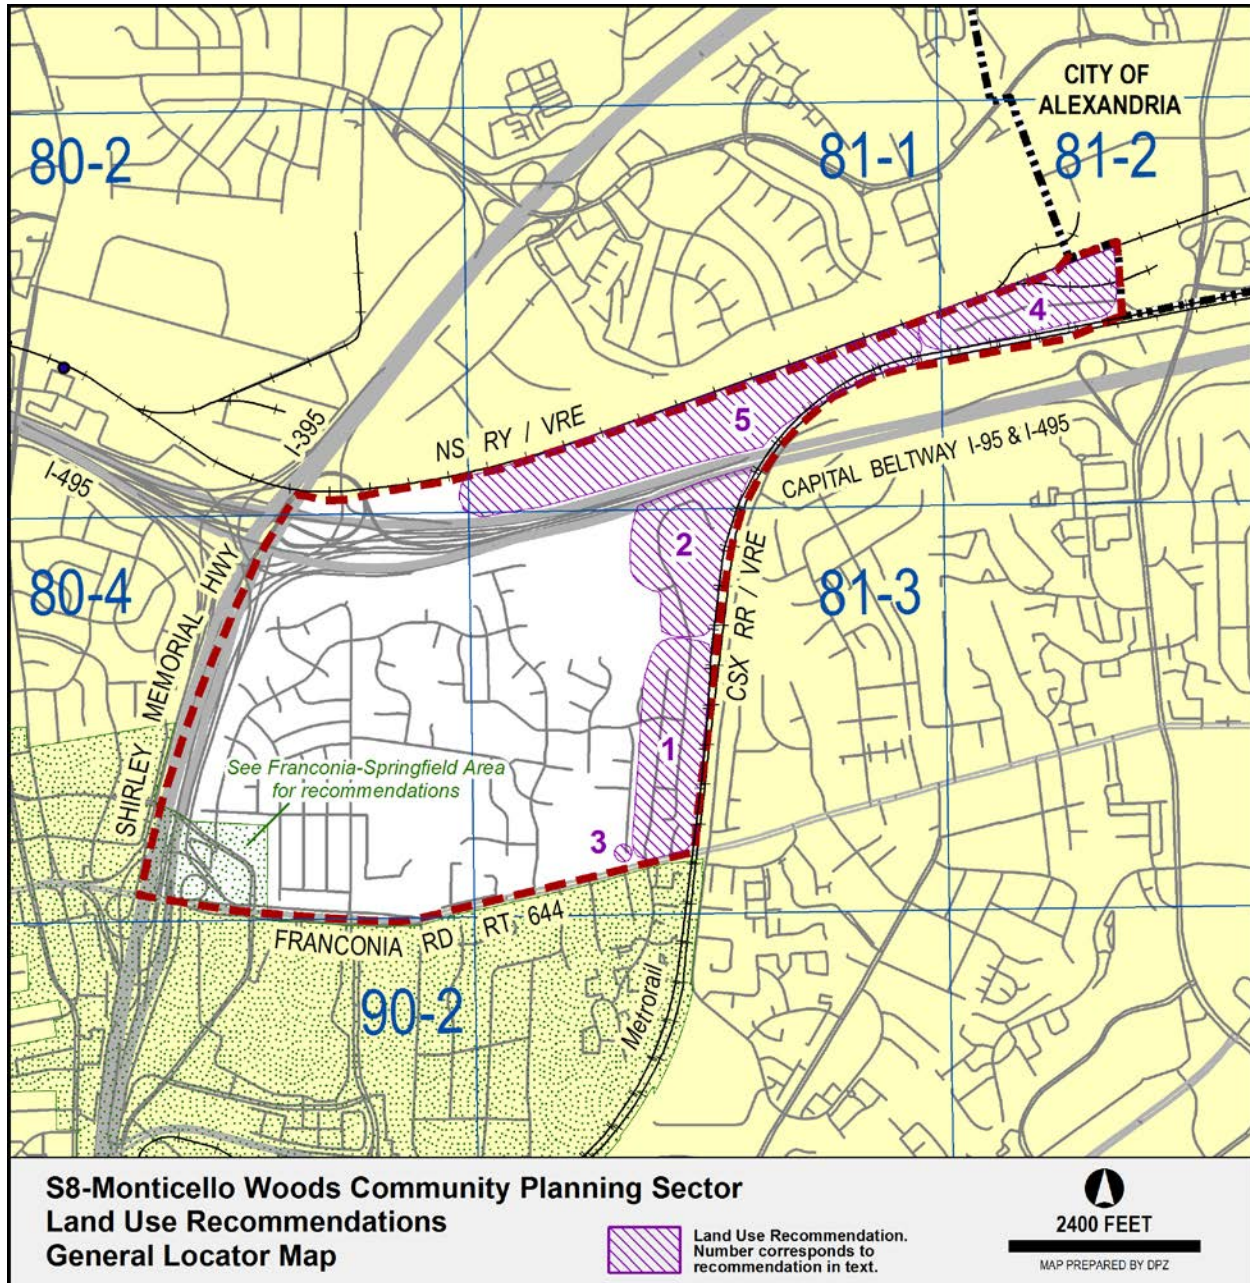 CITY OF
ALEXANDRIA
80-2
81-1
81-2
4
I-395
NS RY / VRE
5
I-495
CAPITAL BELTWAY I-95 & I-495
2
80-4
81-3
SHIRLEY MEMORIAL HWY
CSX RR / VRE
1
See Franconia-Springfield Area
for recommendations
3
FRANCONIA RD RT 644
Metrorail
90-2
S8-Monticello Woods Community Planning Sector
Land Use Recommendations
General Locator Map
Land Use Recommendation.
Number corresponds to
recommendation in text.
2400 FEET
MAP PREPARED BY DPZ